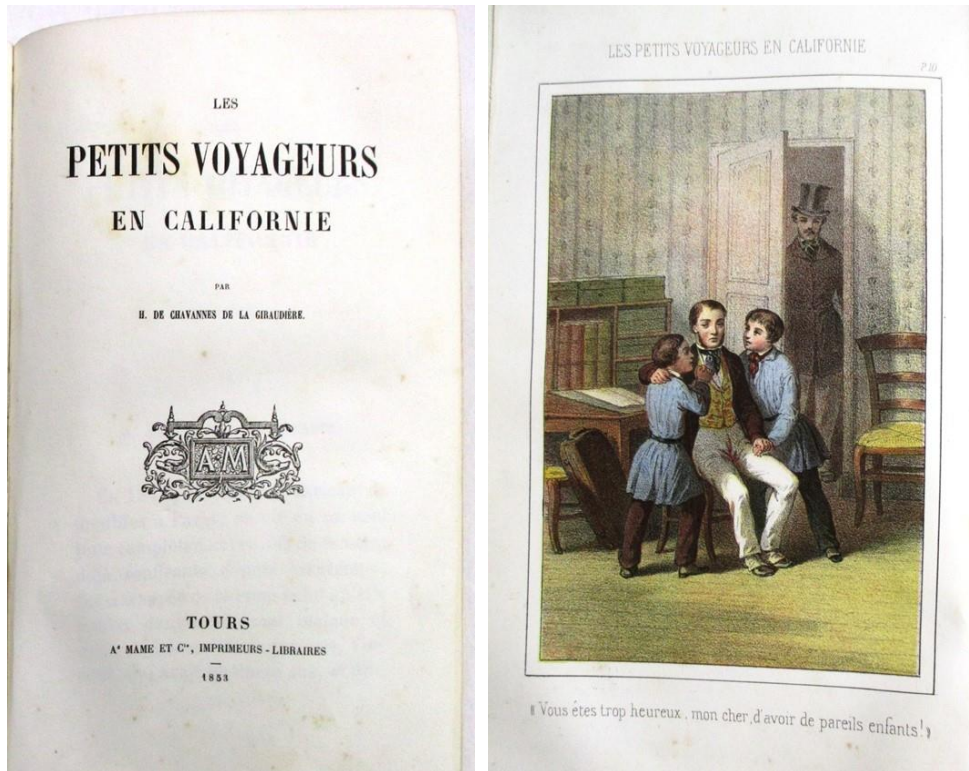 LES
PETITS VOYAGEURS
EN CALIFORNIE
PAR
H. DE CHAVANNES DE LA GIRAUDIÈRE.
A M
TOURS
Ad MAME ET Cie, IMPRIMEURS-LIBRAIRES
1853
LES PETITS VOYAGEURS EN CALIFORNIE
P. 10
« Vous êtes trop heureux, mon cher, d'avoir de pareils enfants! »